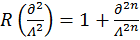 R(∂²/Λ²) = 1 + ∂²ⁿ/Λ²ⁿ